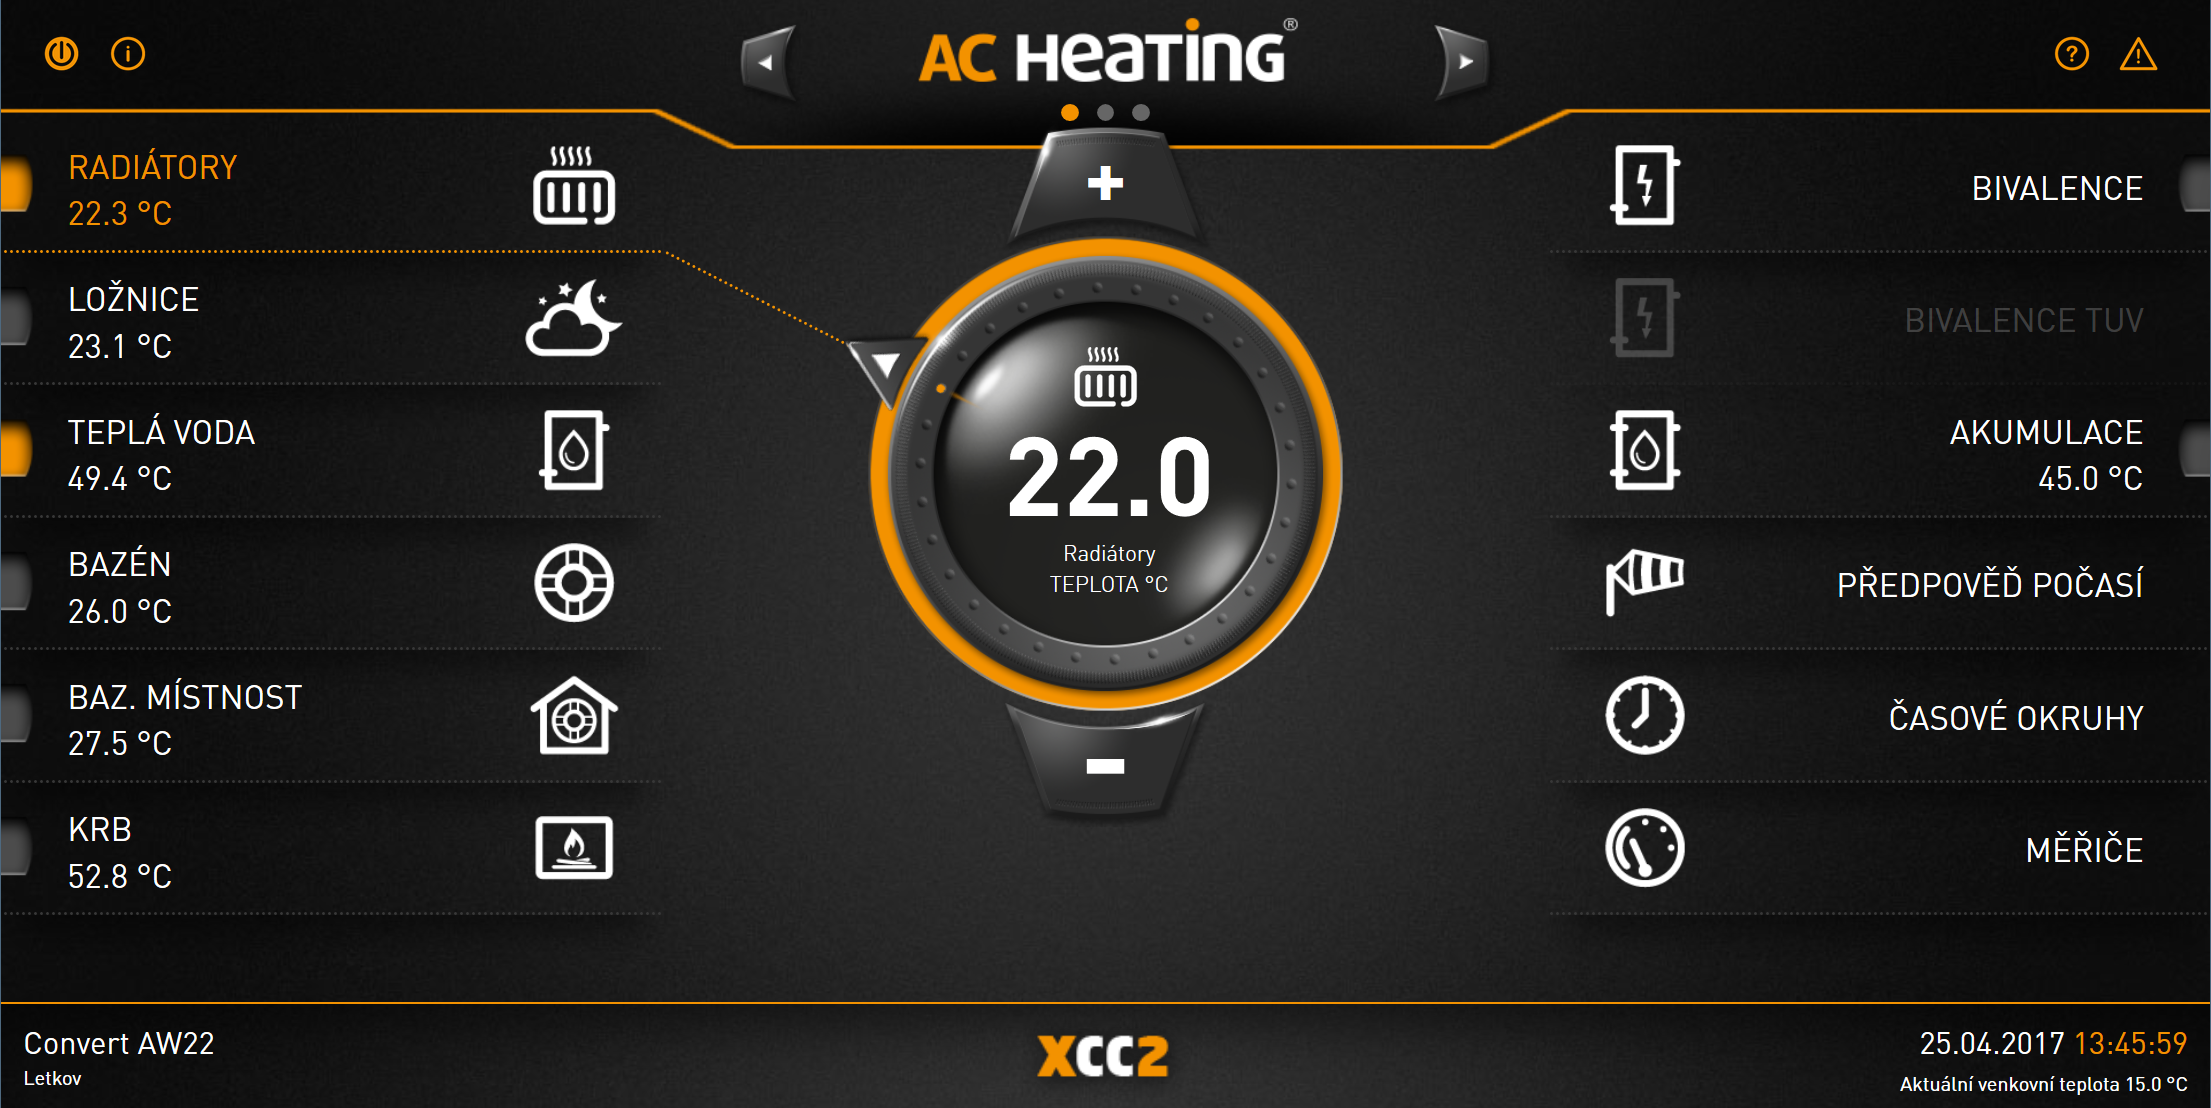 AC Heating®
RADIÁTORY
22.3 °C
LOŽNICE
23.1 °C
TEPLÁ VODA
49.4 °C
BAZÉN
26.0 °C
BAZ. MÍSTNOST
27.5 °C
KRB
52.8 °C
+
22.0
Radiátory
TEPLOTA °C
-
BIVALENCE
BIVALENCE TUV
AKUMULACE
45.0 °C
PŘEDPOVĚĎ POČASÍ
ČASOVÉ OKRUHY
MĚŘIČE
Convert AW22
Letkov
XCC2
25.04.2017 13:45:59
Aktuální venkovní teplota 15.0 °C